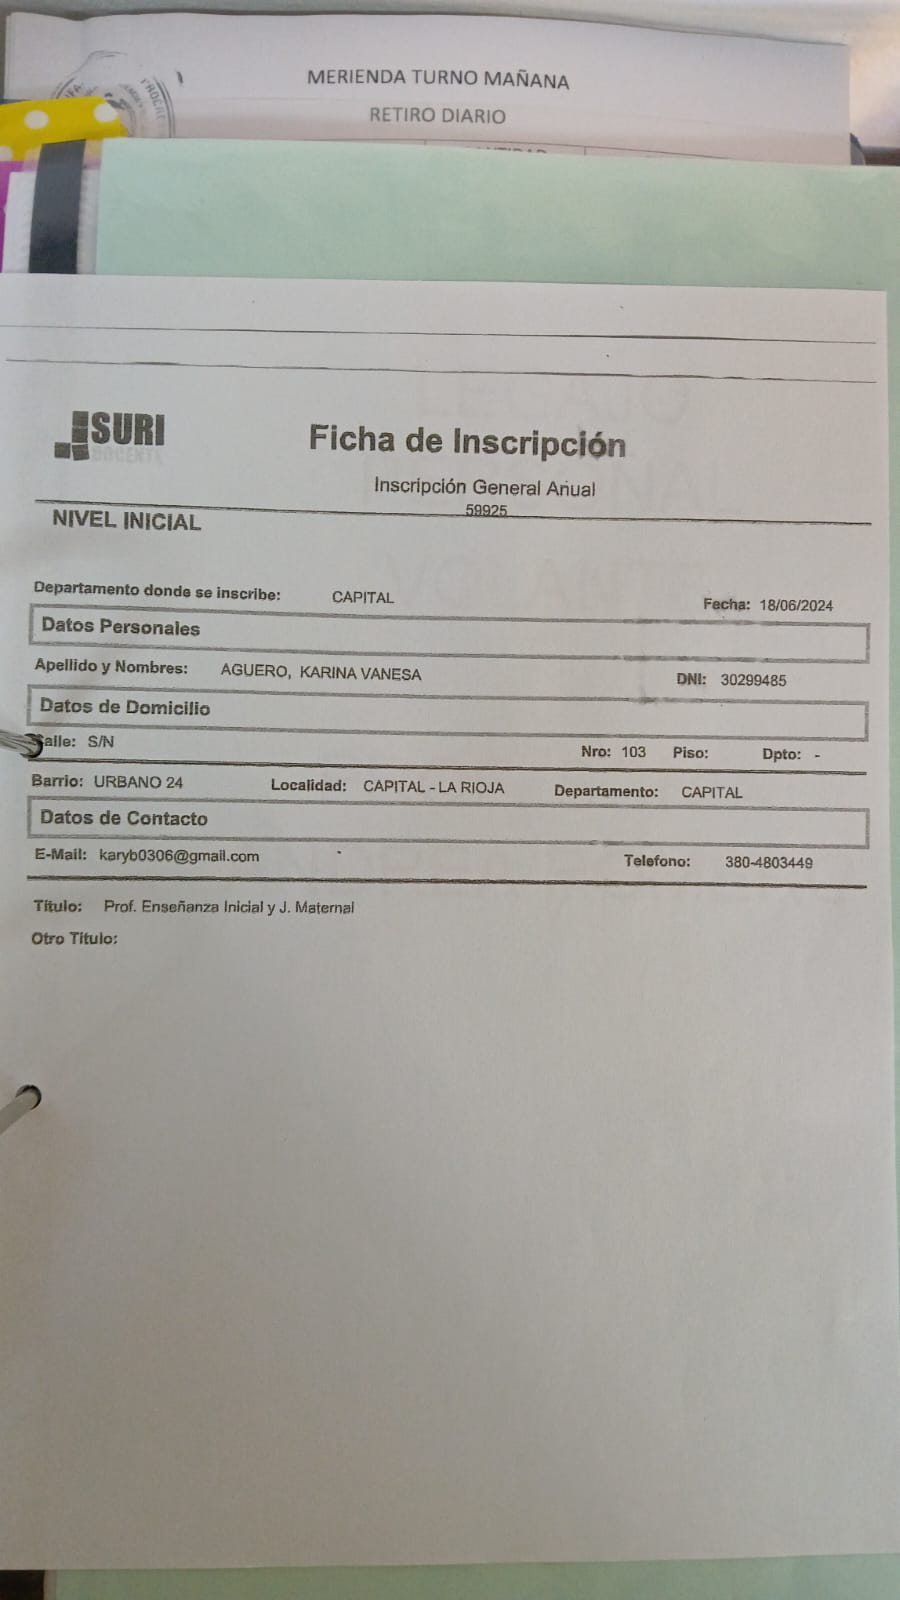 MERIENDA TURNO MAÑANA
RETIRO DIARIO
SURI
DOCENTE
Ficha de Inscripción
Inscripción General Anual
59925
NIVEL INICIAL
Departamento donde se inscribe: CAPITAL Fecha: 18/06/2024
Datos Personales
Apellido y Nombres: AGUERO, KARINA VANESA DNI: 30299485
Datos de Domicilio
alle: S/N Nro: 103 Piso: Dpto: -
Barrio: URBANO 24 Localidad: CAPITAL - LA RIOJA Departamento: CAPITAL
Datos de Contacto
E-Mail: karyb0306@gmail.com Telefono: 380-4803449
Título: Prof. Enseñanza Inicial y J. Maternal
Otro Título: